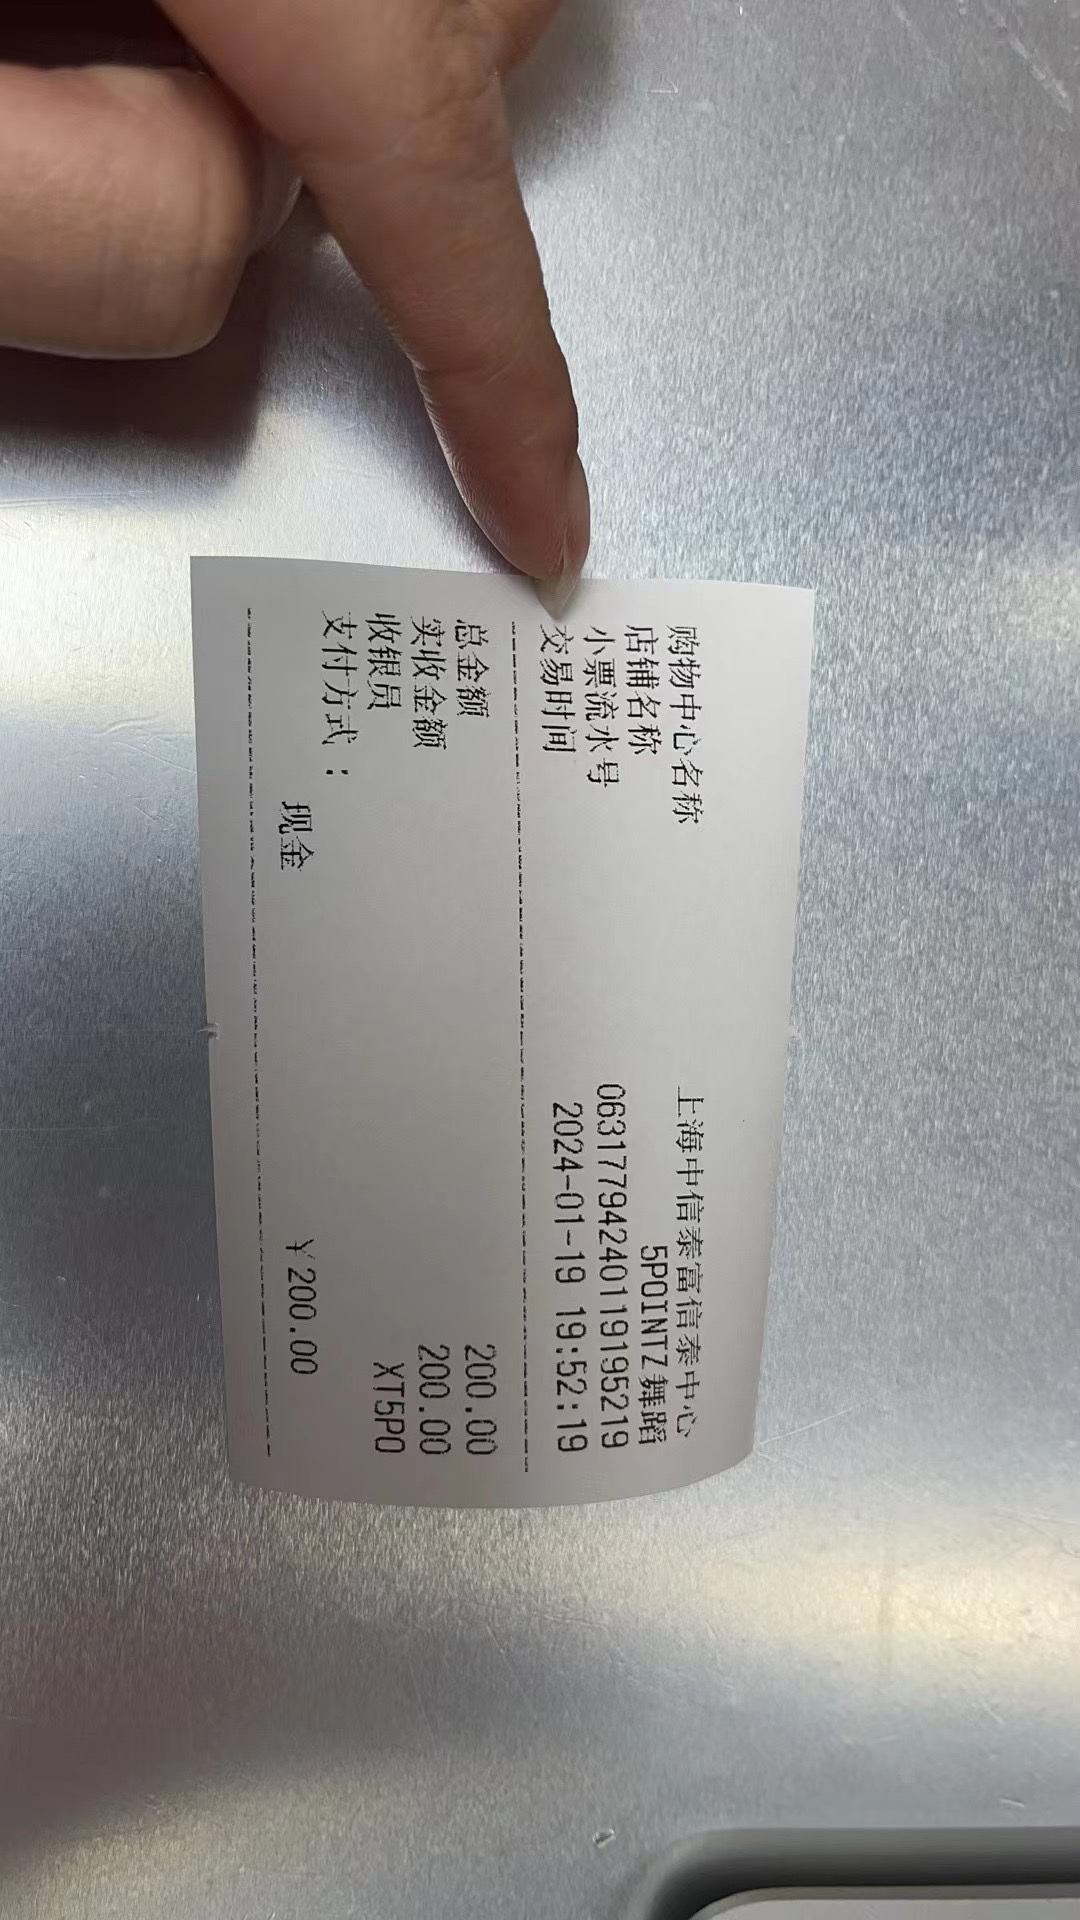 购物中心名称 上海中信泰富信泰中心
店铺名称 5POINTZ舞蹈
小票流水号 0631779424011919​5219
交易时间 2024-01-19 19:52:19
总金额 200.00
实收金额 200.00
收银员 XT5PO
支付方式：
现金 ￥200.00